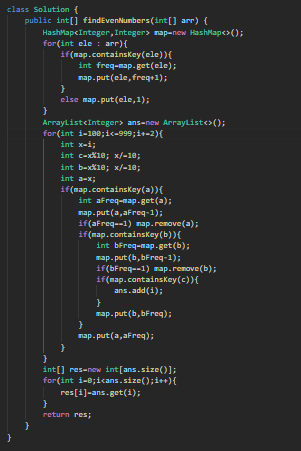 class Solution {
    public int[] findEvenNumbers(int[] arr) {
        HashMap<Integer,Integer> map=new HashMap<>();
        for(int ele : arr){
            if(map.containsKey(ele)){
                int freq=map.get(ele);
                map.put(ele,freq+1);
            }
            else map.put(ele,1);
        }
        ArrayList<Integer> ans=new ArrayList<>();
        for(int i=100;i<=999;i+=2){
            int x=i;
            int c=x%10; x/=10;
            int b=x%10; x/=10;
            int a=x;
            if(map.containsKey(a)){
                int aFreq=map.get(a);
                map.put(a,aFreq-1);
                if(aFreq==1) map.remove(a);
                if(map.containsKey(b)){
                    int bFreq=map.get(b);
                    map.put(b,bFreq-1);
                    if(bFreq==1) map.remove(b);
                    if(map.containsKey(c)){
                        ans.add(i);
                    }
                    map.put(b,bFreq);
                }
                map.put(a,aFreq);
            }
        }
        int[] res=new int[ans.size()];
        for(int i=0;i<ans.size();i++){
            res[i]=ans.get(i);
        }
        return res;
    }
}